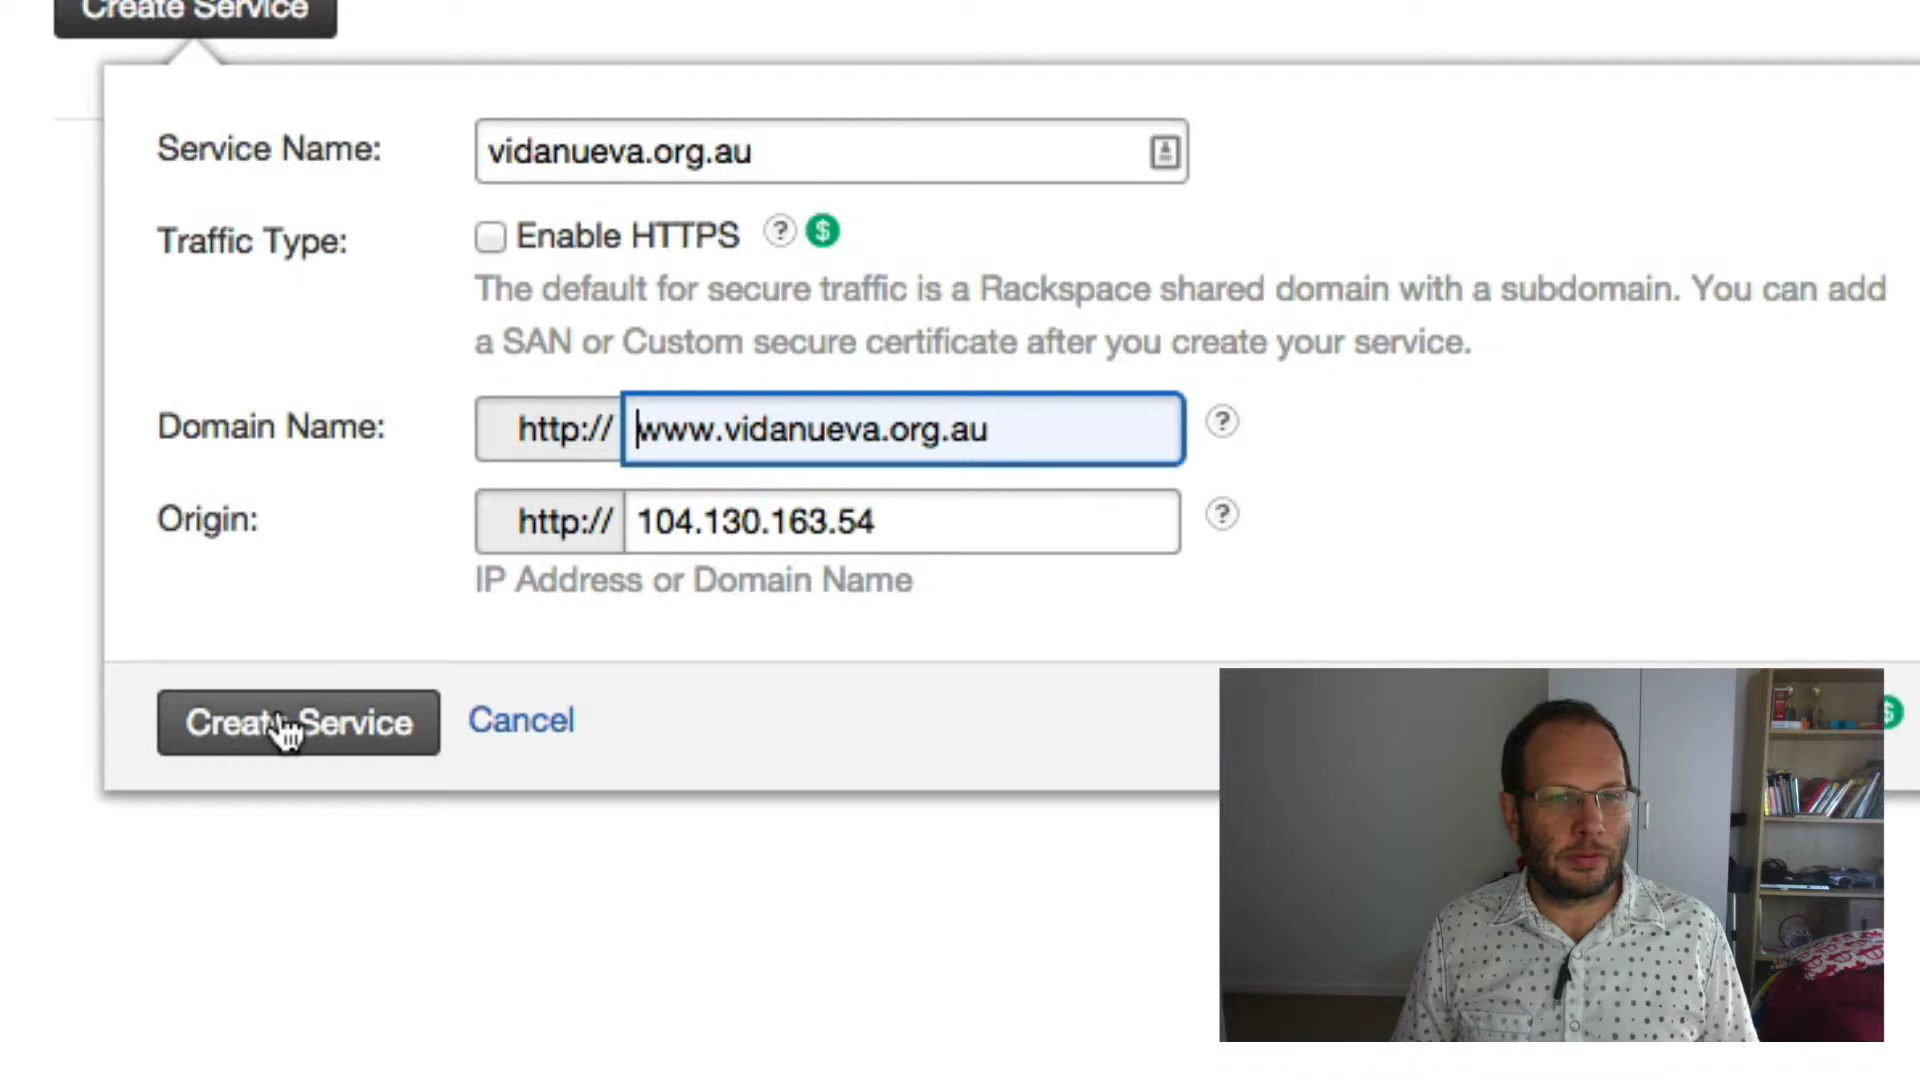 Create Service
Service Name: vidanueva.org.au
Traffic Type: Enable HTTPS ? $
The default for secure traffic is a Rackspace shared domain with a subdomain. You can add
a SAN or Custom secure certificate after you create your service.
Domain Name: http:// www.vidanueva.org.au ?
Origin: http:// 104.130.163.54 ?
IP Address or Domain Name
Create Service Cancel
$